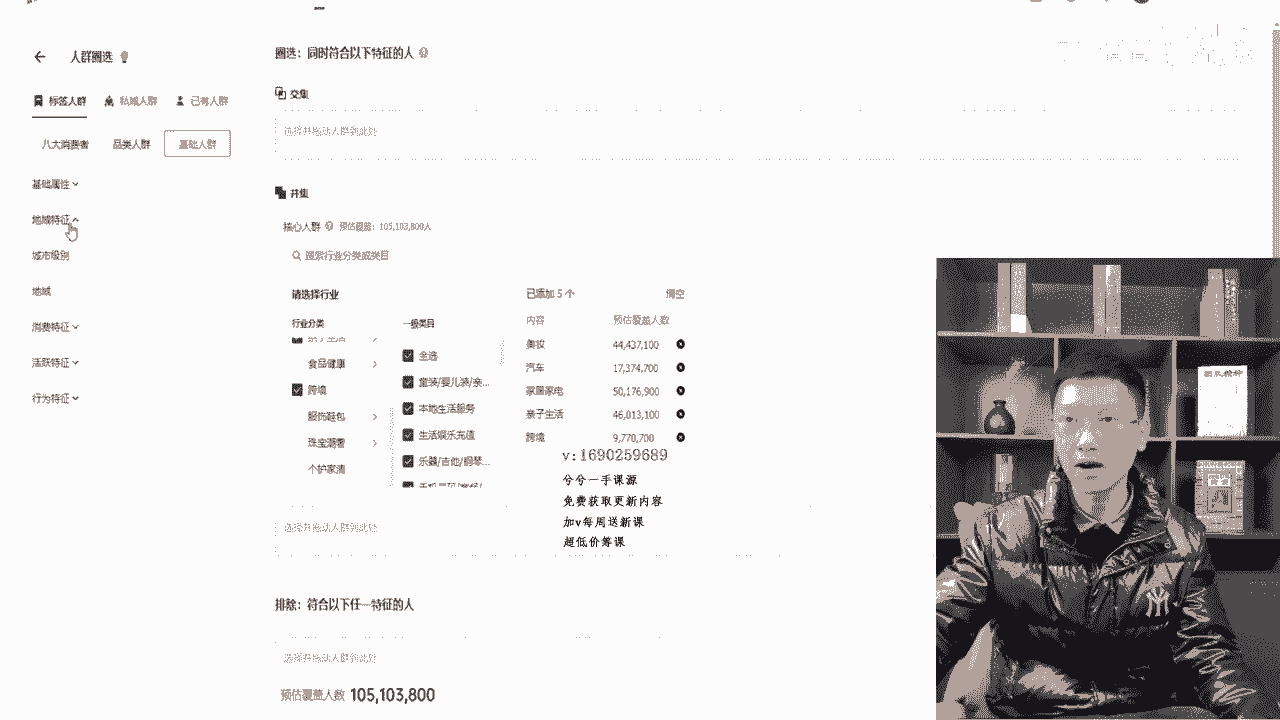 人群圈选
标签人群 私域人群 已有人群
八大消费者 品类人群 基础人群
基础属性
地域特征
城市级别
地域
消费特征
活跃特征
行为特征
圈选：同时符合以下特征的人
交集
选择并拖动人群到此处
并集
核心人群 预估覆盖：105,103,800人
搜索行业分类或类目
请选择行业
行业分类 一级类目
食品健康
跨境
服饰鞋包
珠宝潮奢
个护家清
全选
童装/婴儿装/亲...
本地生活服务
生活娱乐充值
乐器/吉他/钢琴...
已添加 5 个 清空
内容 预估覆盖人数
美妆 44,437,100
汽车 17,374,700
家居家电 50,176,900
亲子生活 46,013,100
跨境 9,770,700
v:1690259689
兮兮一手课源
免费获取更新内容
加v每周送新课
超低价筹课
选择并拖动人群到此处
排除：符合以下任一特征的人
选择并拖动人群到此处
预估覆盖人数 105,103,800